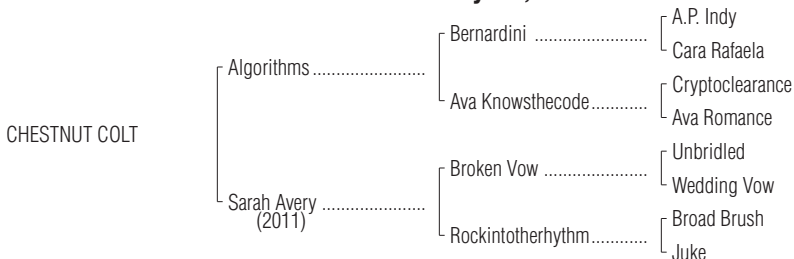 CHESTNUT COLT
Algorithms ........................
Bernardini ........................
A.P. Indy
Cara Rafaela
Ava Knowsthecode............
Cryptoclearance
Ava Romance
Sarah Avery ......................
(2011)
Broken Vow ......................
Unbridled
Wedding Vow
Rockintotherhythm............
Broad Brush
Juke